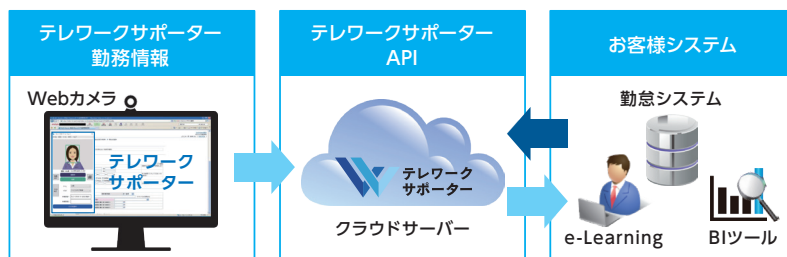 テレワークサポーター
勤務情報
Webカメラ
テレワーク
サポーター
テレワークサポーター
API
テレワーク
サポーター
クラウドサーバー
お客様システム
勤怠システム
e-Learning
BIツール